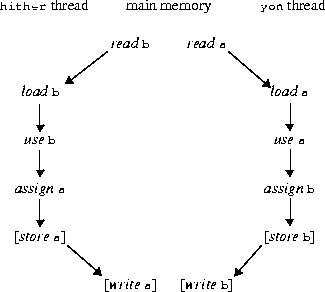 hither thread main memory yon thread
read b read a
load b load a
use b use a
assign a assign b
[store a] [store b]
[write a] [write b]